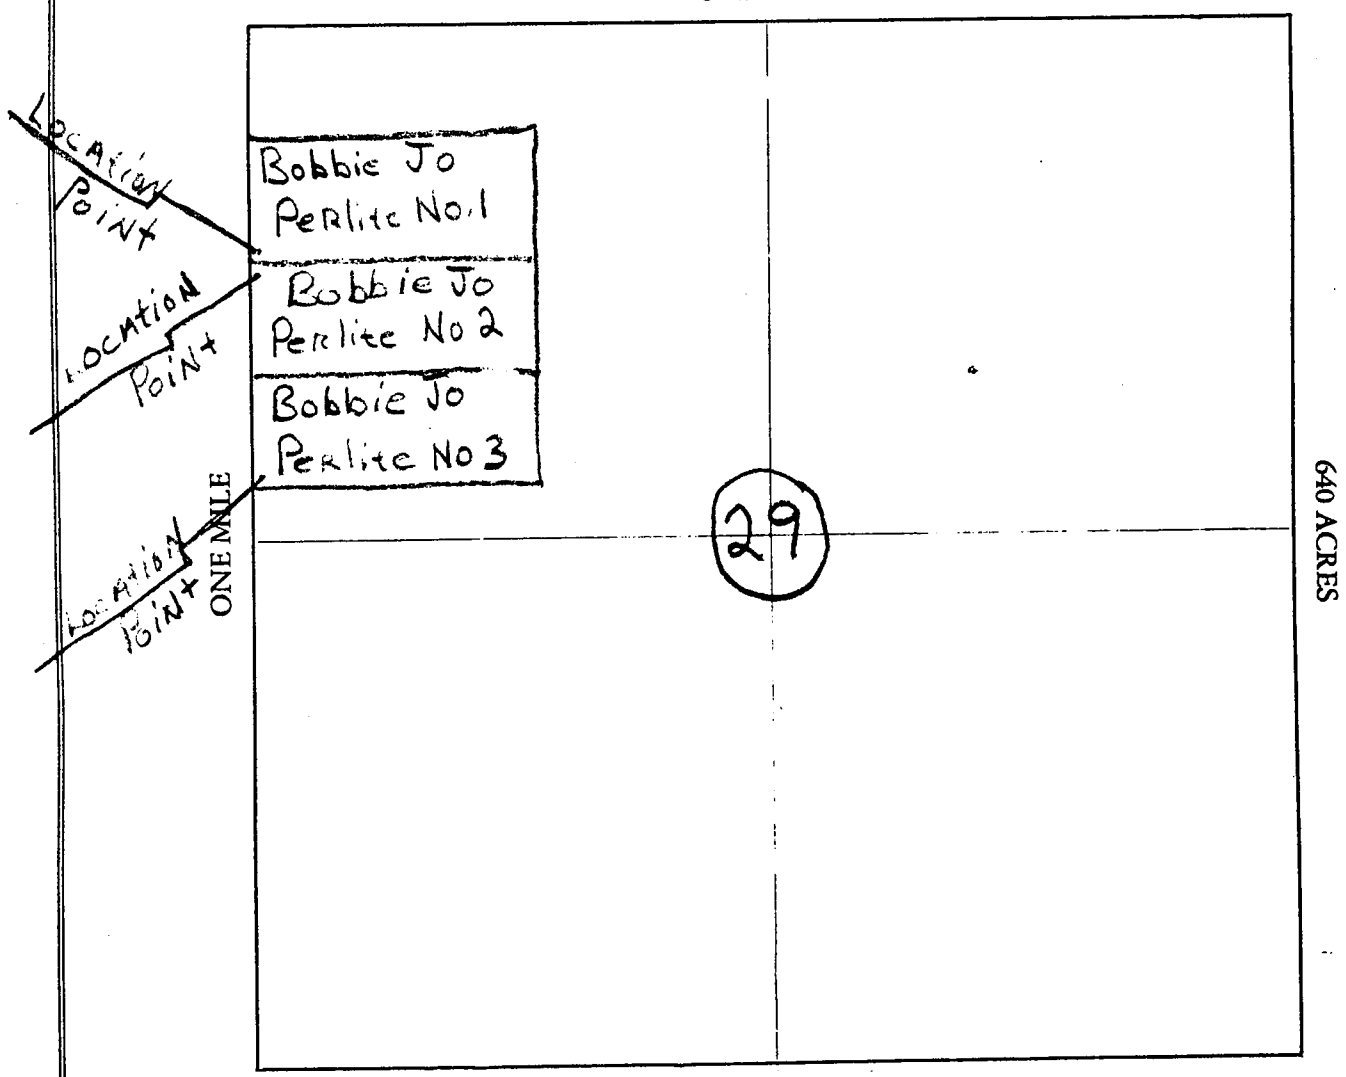 LOCATION
POINT
Bobbie Jo
Perlite No.1
LOCATION
POINT
Bobbie Jo
Perlite No 2
Bobbie Jo
Perlite No 3
LOCATION
POINT
ONE MILE
29
640 ACRES